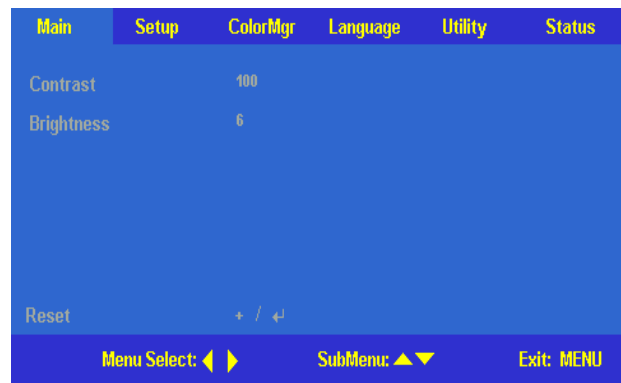 Main Setup ColorMgr Language Utility Status
Contrast 100
Brightness 6
Reset + / ↵
Menu Select: ◀ ▶ SubMenu: ▲▼ Exit: MENU